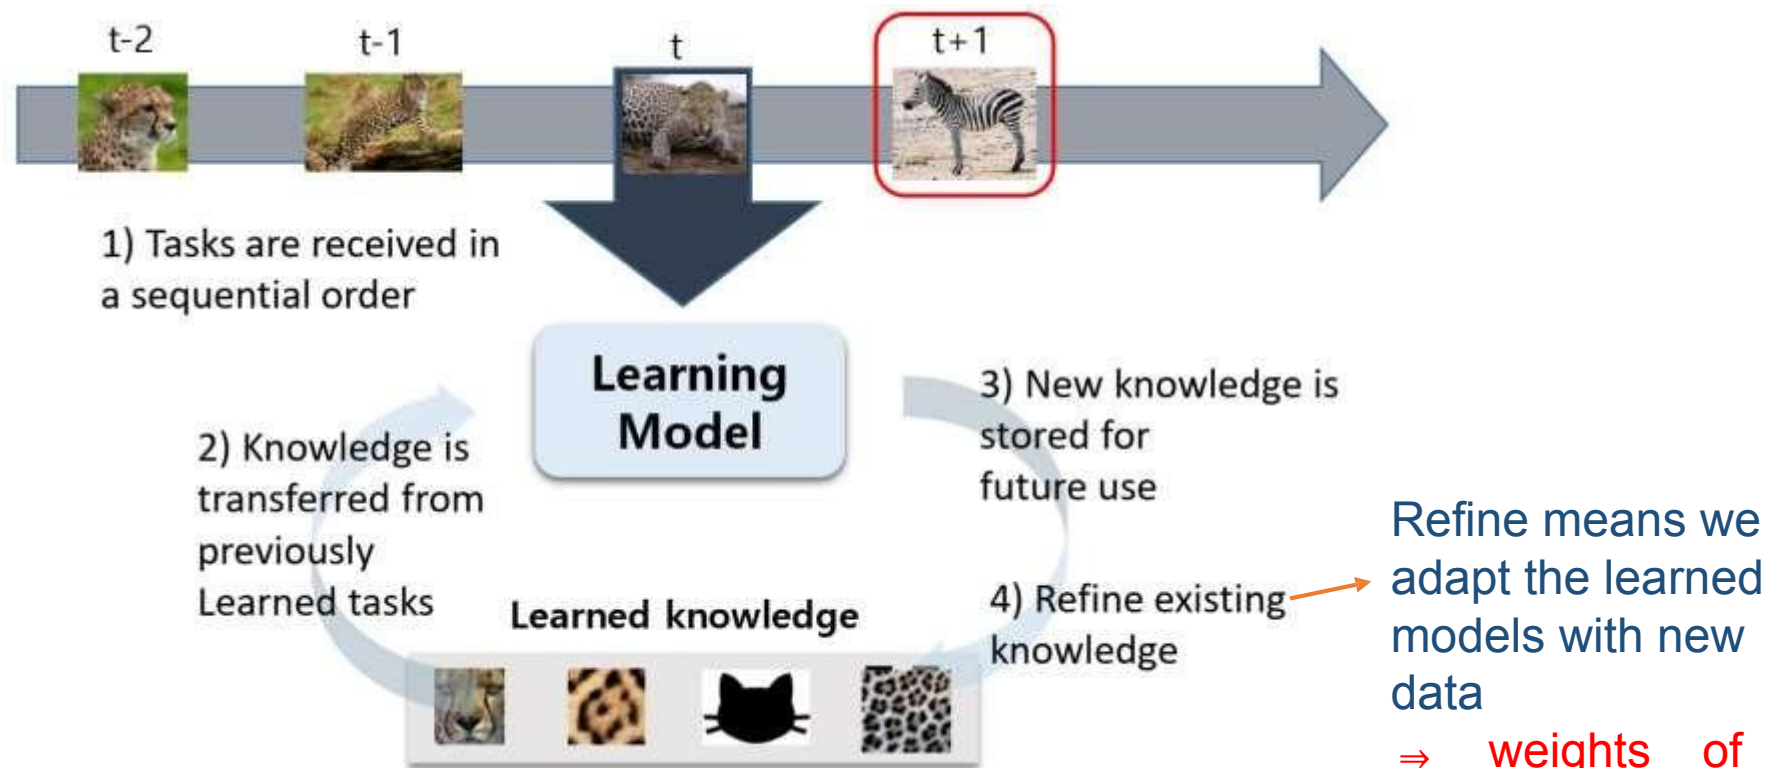 t-2
t-1
t
t+1
1) Tasks are received in
a sequential order
Learning
Model
2) Knowledge is
transferred from
previously
Learned tasks
3) New knowledge is
stored for
future use
4) Refine existing
knowledge
Learned knowledge
Refine means we
adapt the learned
models with new
data
⇒ weights of